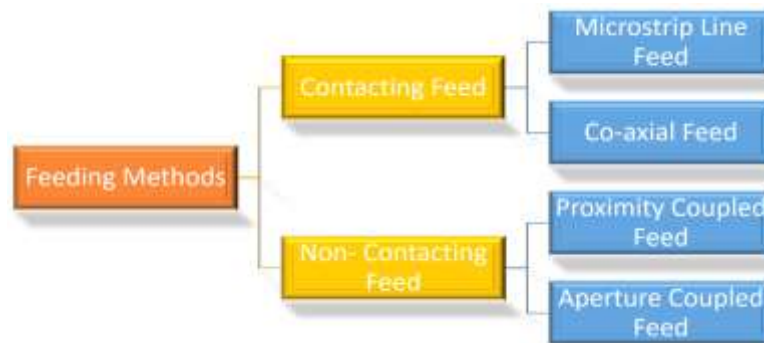 Microstrip Line
Feed
Contacting Feed
Co-axial Feed
Feeding Methods
Proximity Coupled
Feed
Non- Contacting
Feed
Aperture Coupled
Feed